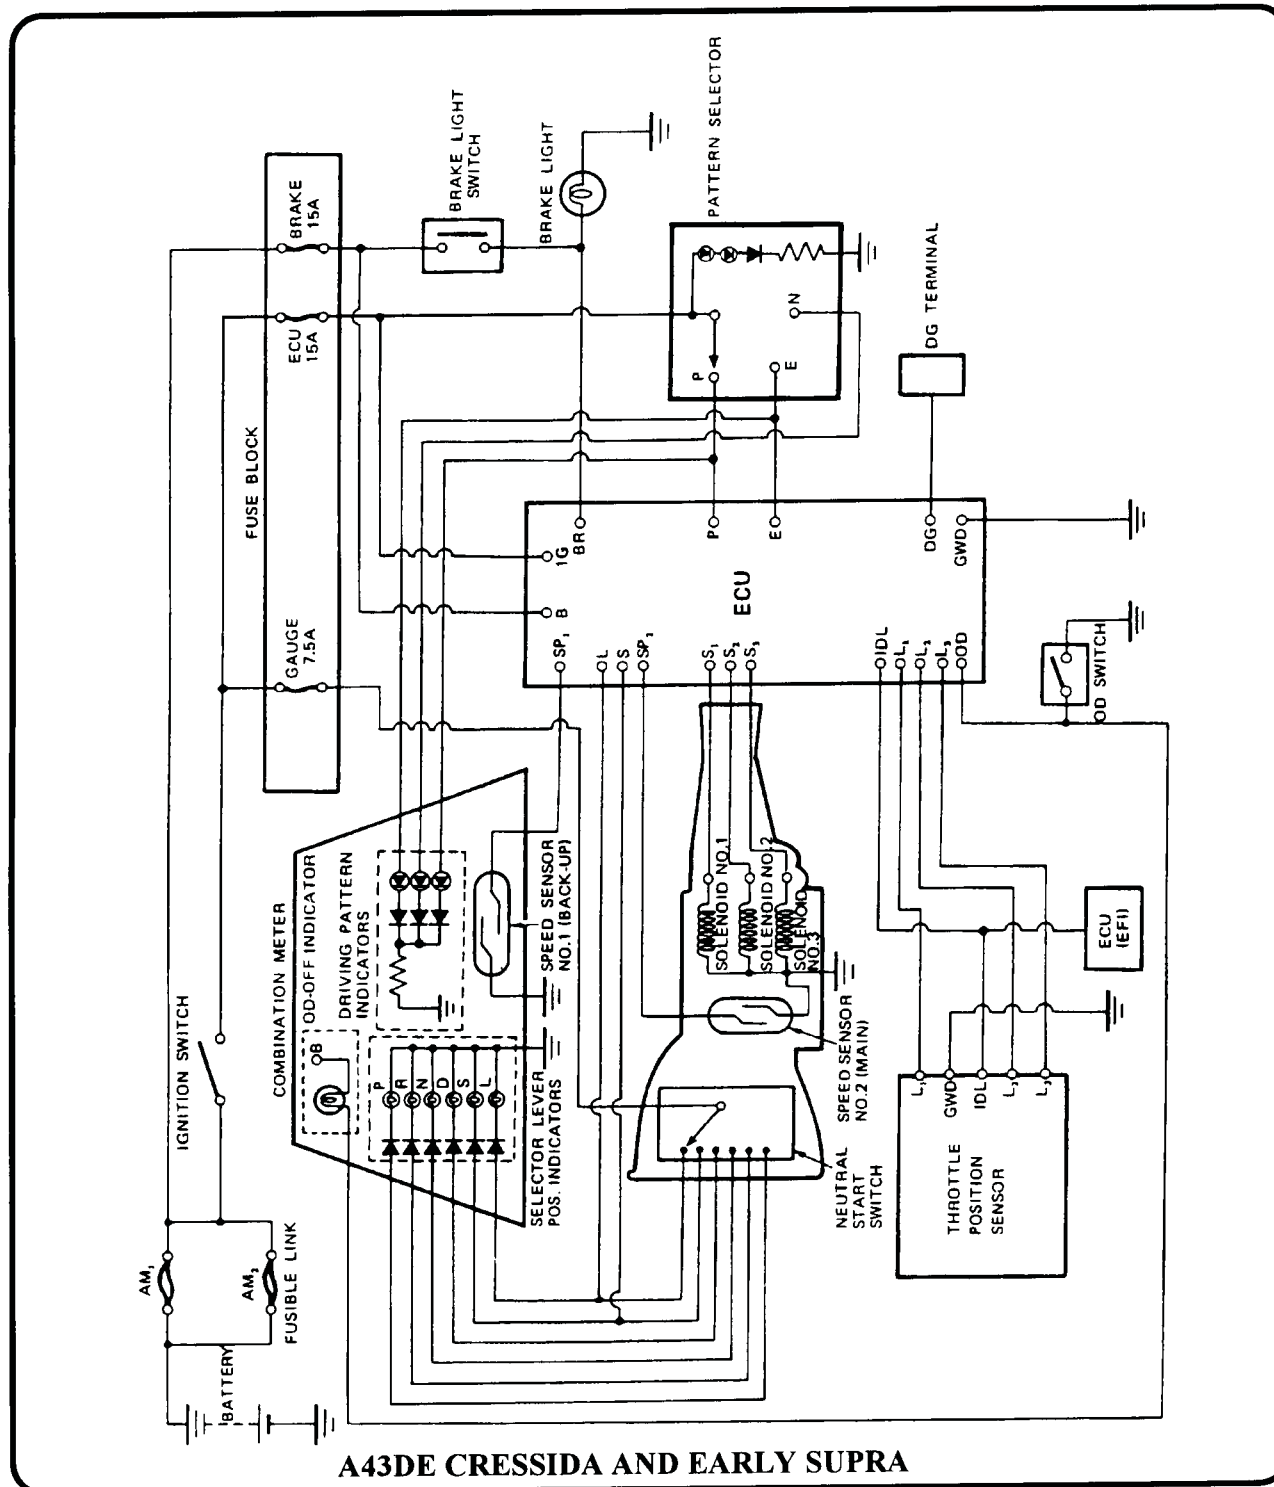 IGNITION SWITCH
AM1
AM2
FUSIBLE LINK
BATTERY
FUSE BLOCK
GAUGE
7.5A
ECU
15A
BRAKE
15A
BRAKE LIGHT
SWITCH
BRAKE LIGHT
PATTERN SELECTOR
P
E
N
DG TERMINAL
COMBINATION METER
OD-OFF INDICATOR
B
DRIVING PATTERN
INDICATORS
P
R
N
D
S
L
SELECTOR LEVER
POS. INDICATORS
SPEED SENSOR
NO.1 (BACK-UP)
ECU
B
1G
BR
P
E
DG
GWD
SP1
L
S
S1
S2
S3
IDL
L1
L2
L3
OD
OD SWITCH
SOLENOID NO.1
SOLENOID NO.2
SOLENOID
NO.3
SPEED SENSOR
NO.2 (MAIN)
NEUTRAL
START
SWITCH
ECU
(EFI)
THROTTLE
POSITION
SENSOR
GWD
IDL
A43DE CRESSIDA AND EARLY SUPRA